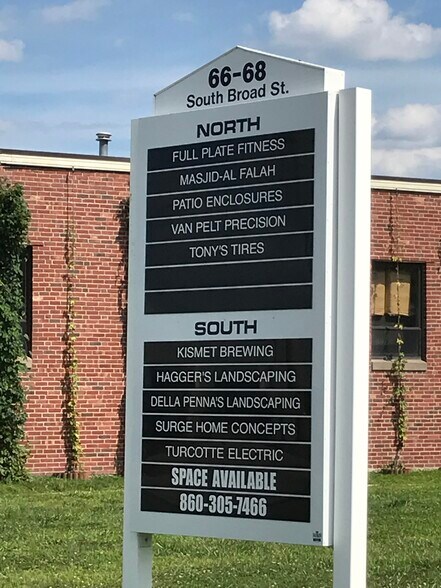 66-68
South Broad St.
NORTH
FULL PLATE FITNESS
MASJID-AL FALAH
PATIO ENCLOSURES
VAN PELT PRECISION
TONY'S TIRES
SOUTH
KISMET BREWING
HAGGER'S LANDSCAPING
DELLA PENNA'S LANDSCAPING
SURGE HOME CONCEPTS
TURCOTTE ELECTRIC
SPACE AVAILABLE
860-305-7466